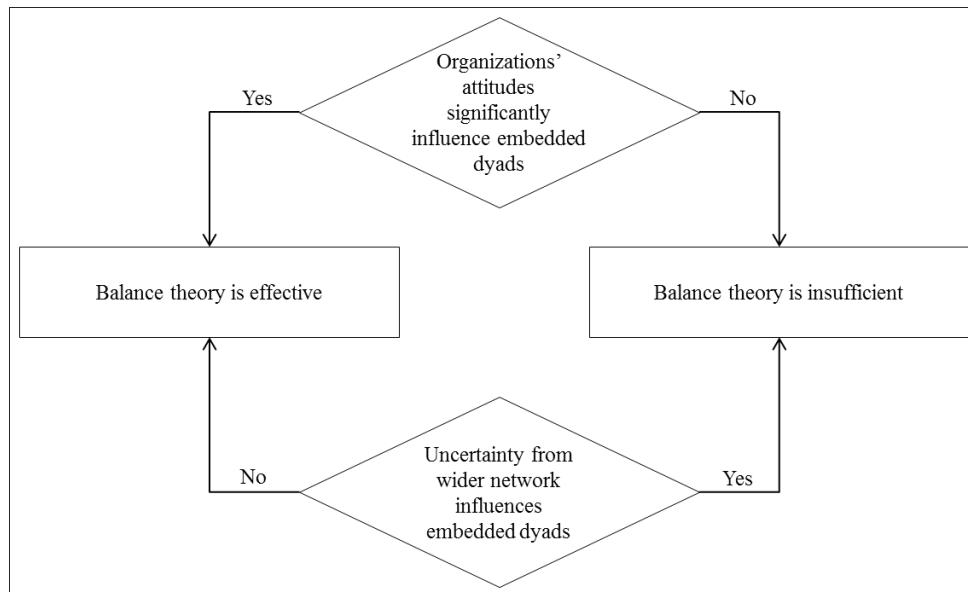 Organizations’
attitudes
significantly
influence embedded
dyads
Yes
No
Balance theory is effective
Balance theory is insufficient
Uncertainty from
wider network
influences
embedded dyads
No
Yes